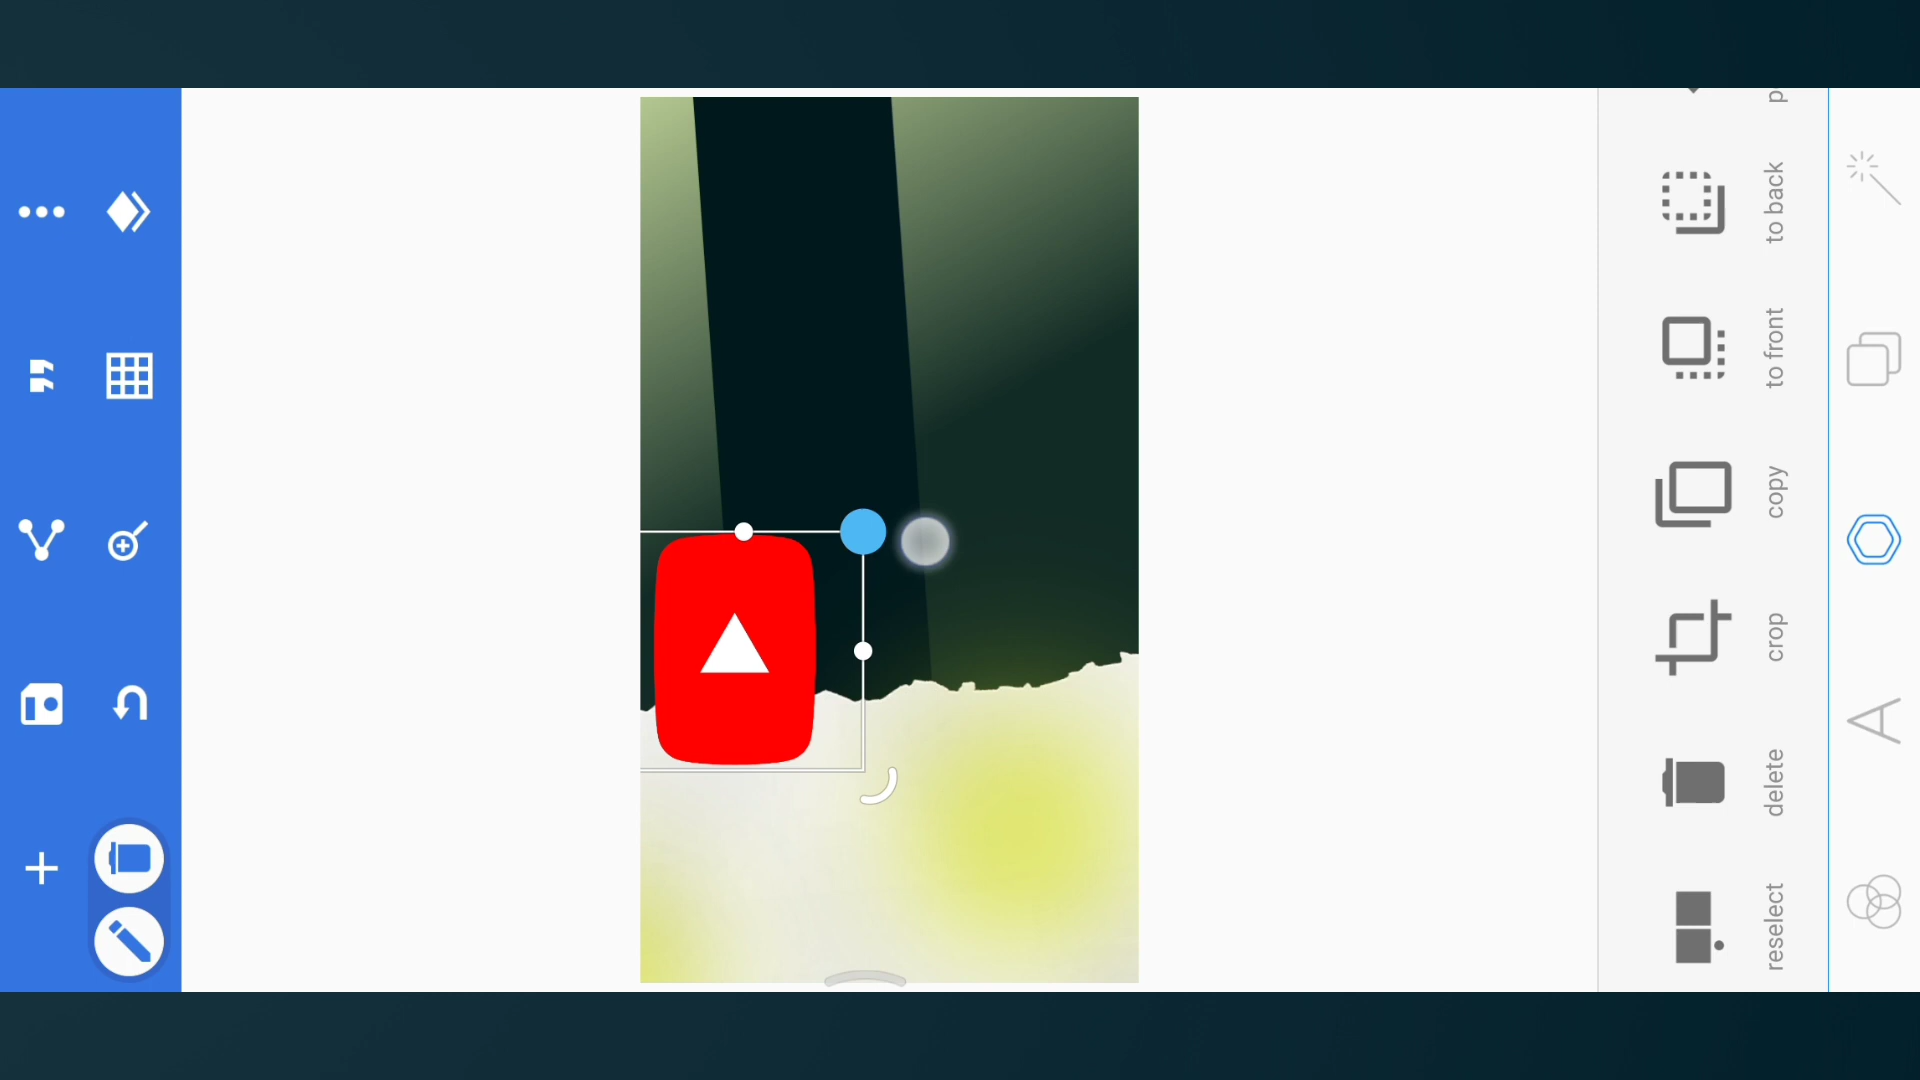 p
to back
to front
copy
crop
delete
reselect